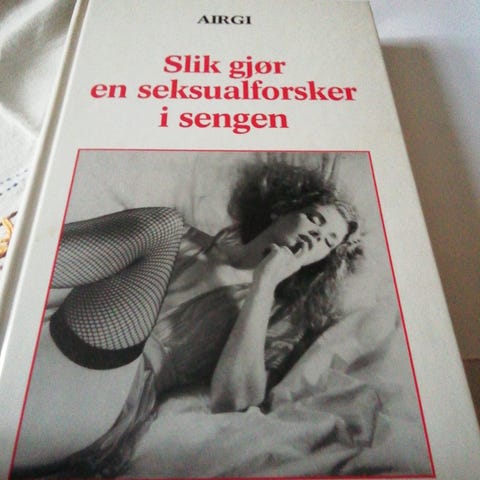 AIRGI
Slik gjør
en seksualforsker
i sengen